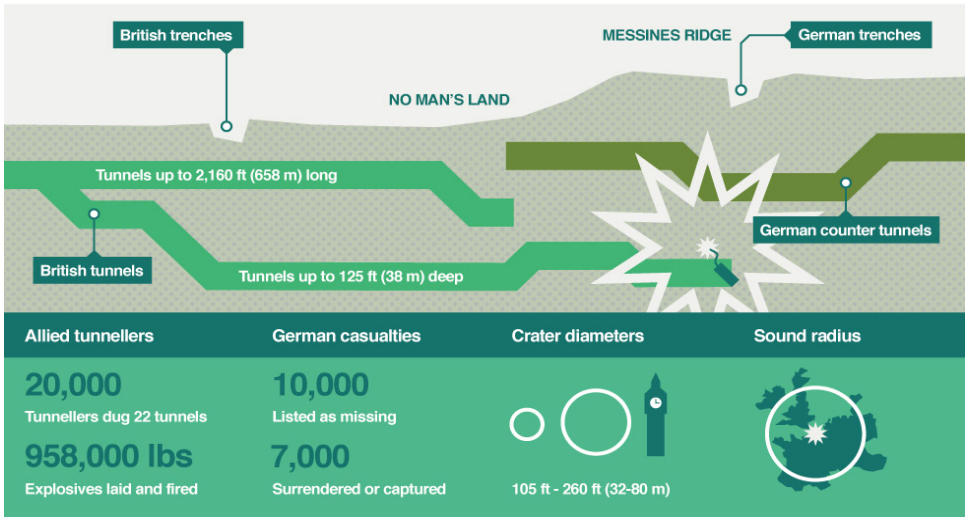 British trenches
MESSINES RIDGE
German trenches
NO MAN'S LAND
Tunnels up to 2,160 ft (658 m) long
German counter tunnels
British tunnels
Tunnels up to 125 ft (38 m) deep
Allied tunnellers
20,000
Tunnellers dug 22 tunnels
958,000 lbs
Explosives laid and fired
German casualties
10,000
Listed as missing
7,000
Surrendered or captured
Crater diameters
105 ft - 260 ft (32-80 m)
Sound radius